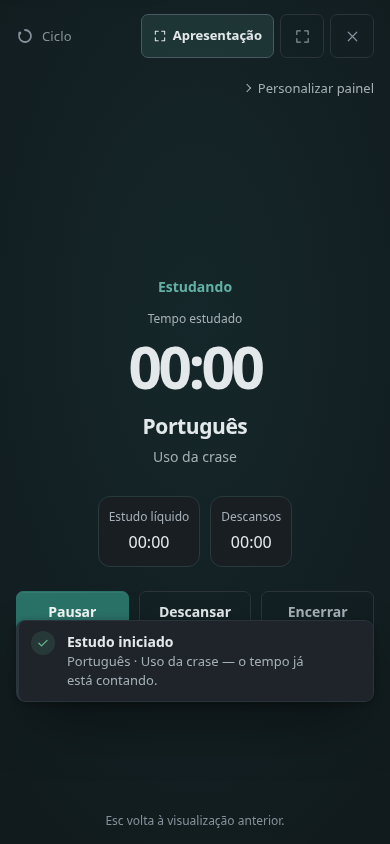 Ciclo
Apresentação
Personalizar painel
Estudando
Tempo estudado
00:00
Português
Uso da crase
Estudo líquido
00:00
Descansos
00:00
Pausar
Descansar
Encerrar
Estudo iniciado
Português · Uso da crase — o tempo já
está contando.
Esc volta à visualização anterior.